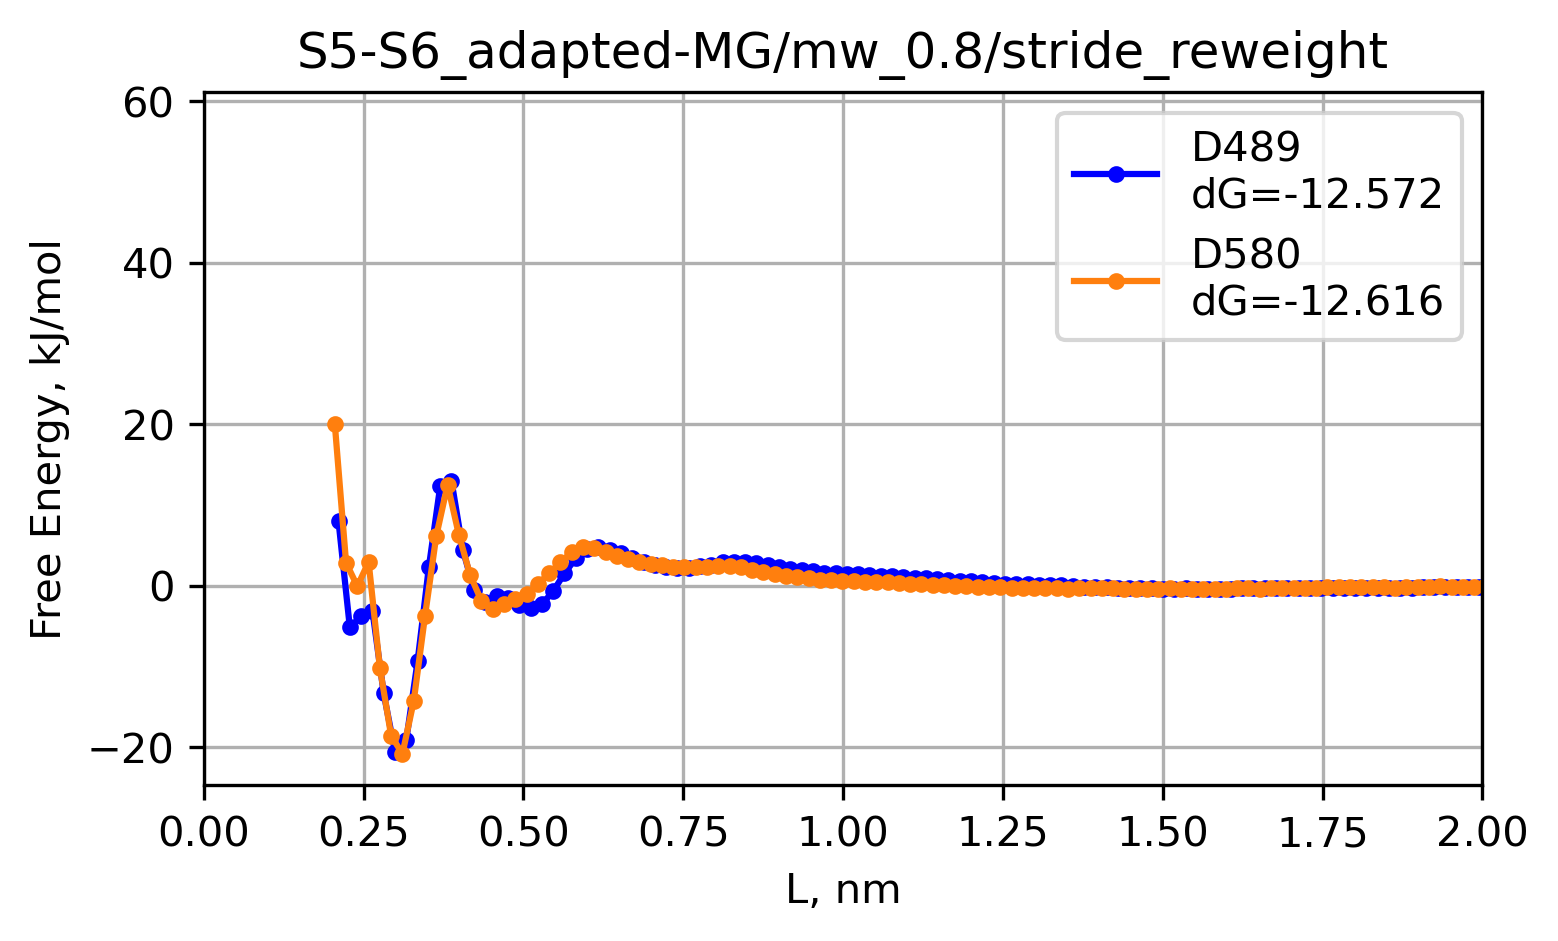 S5-S6_adapted-MG/mw_0.8/stride_reweight
60
40
20
0
−20
Free Energy, kJ/mol
D489
dG=-12.572
D580
dG=-12.616
0.00 0.25 0.50 0.75 1.00 1.25 1.50 1.75 2.00
L, nm